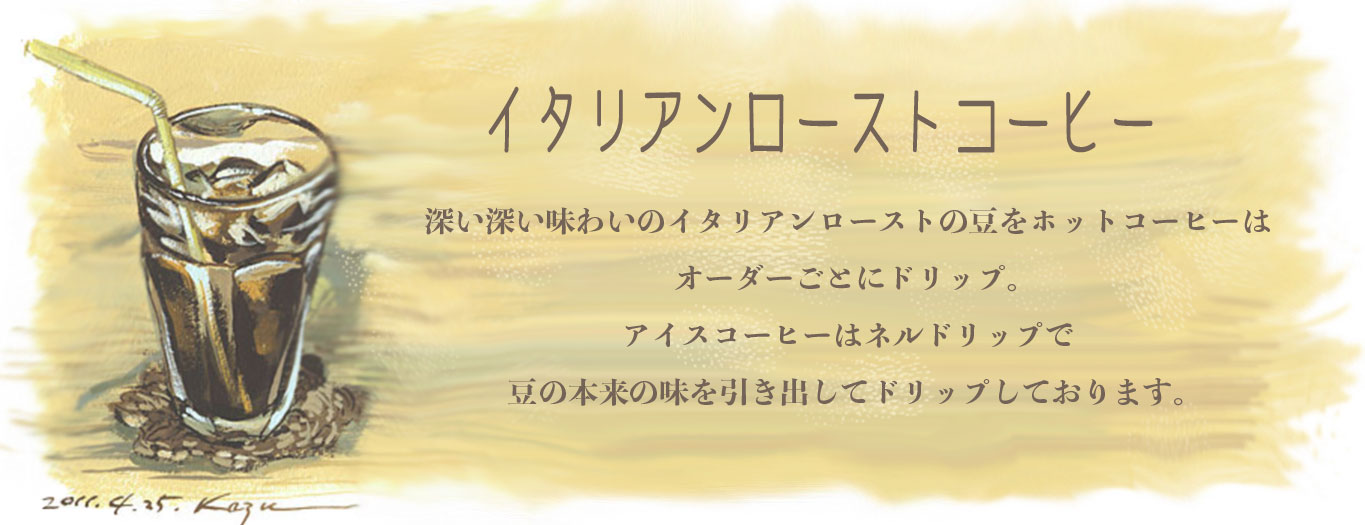 イタリアンローストコーヒー
深い深い味わいのイタリアンローストの豆をホットコーヒーは
オーダーごとにドリップ。
アイスコーヒーはネルドリップで
豆の本来の味を引き出してドリップしております。
2011.4.25. Kazu